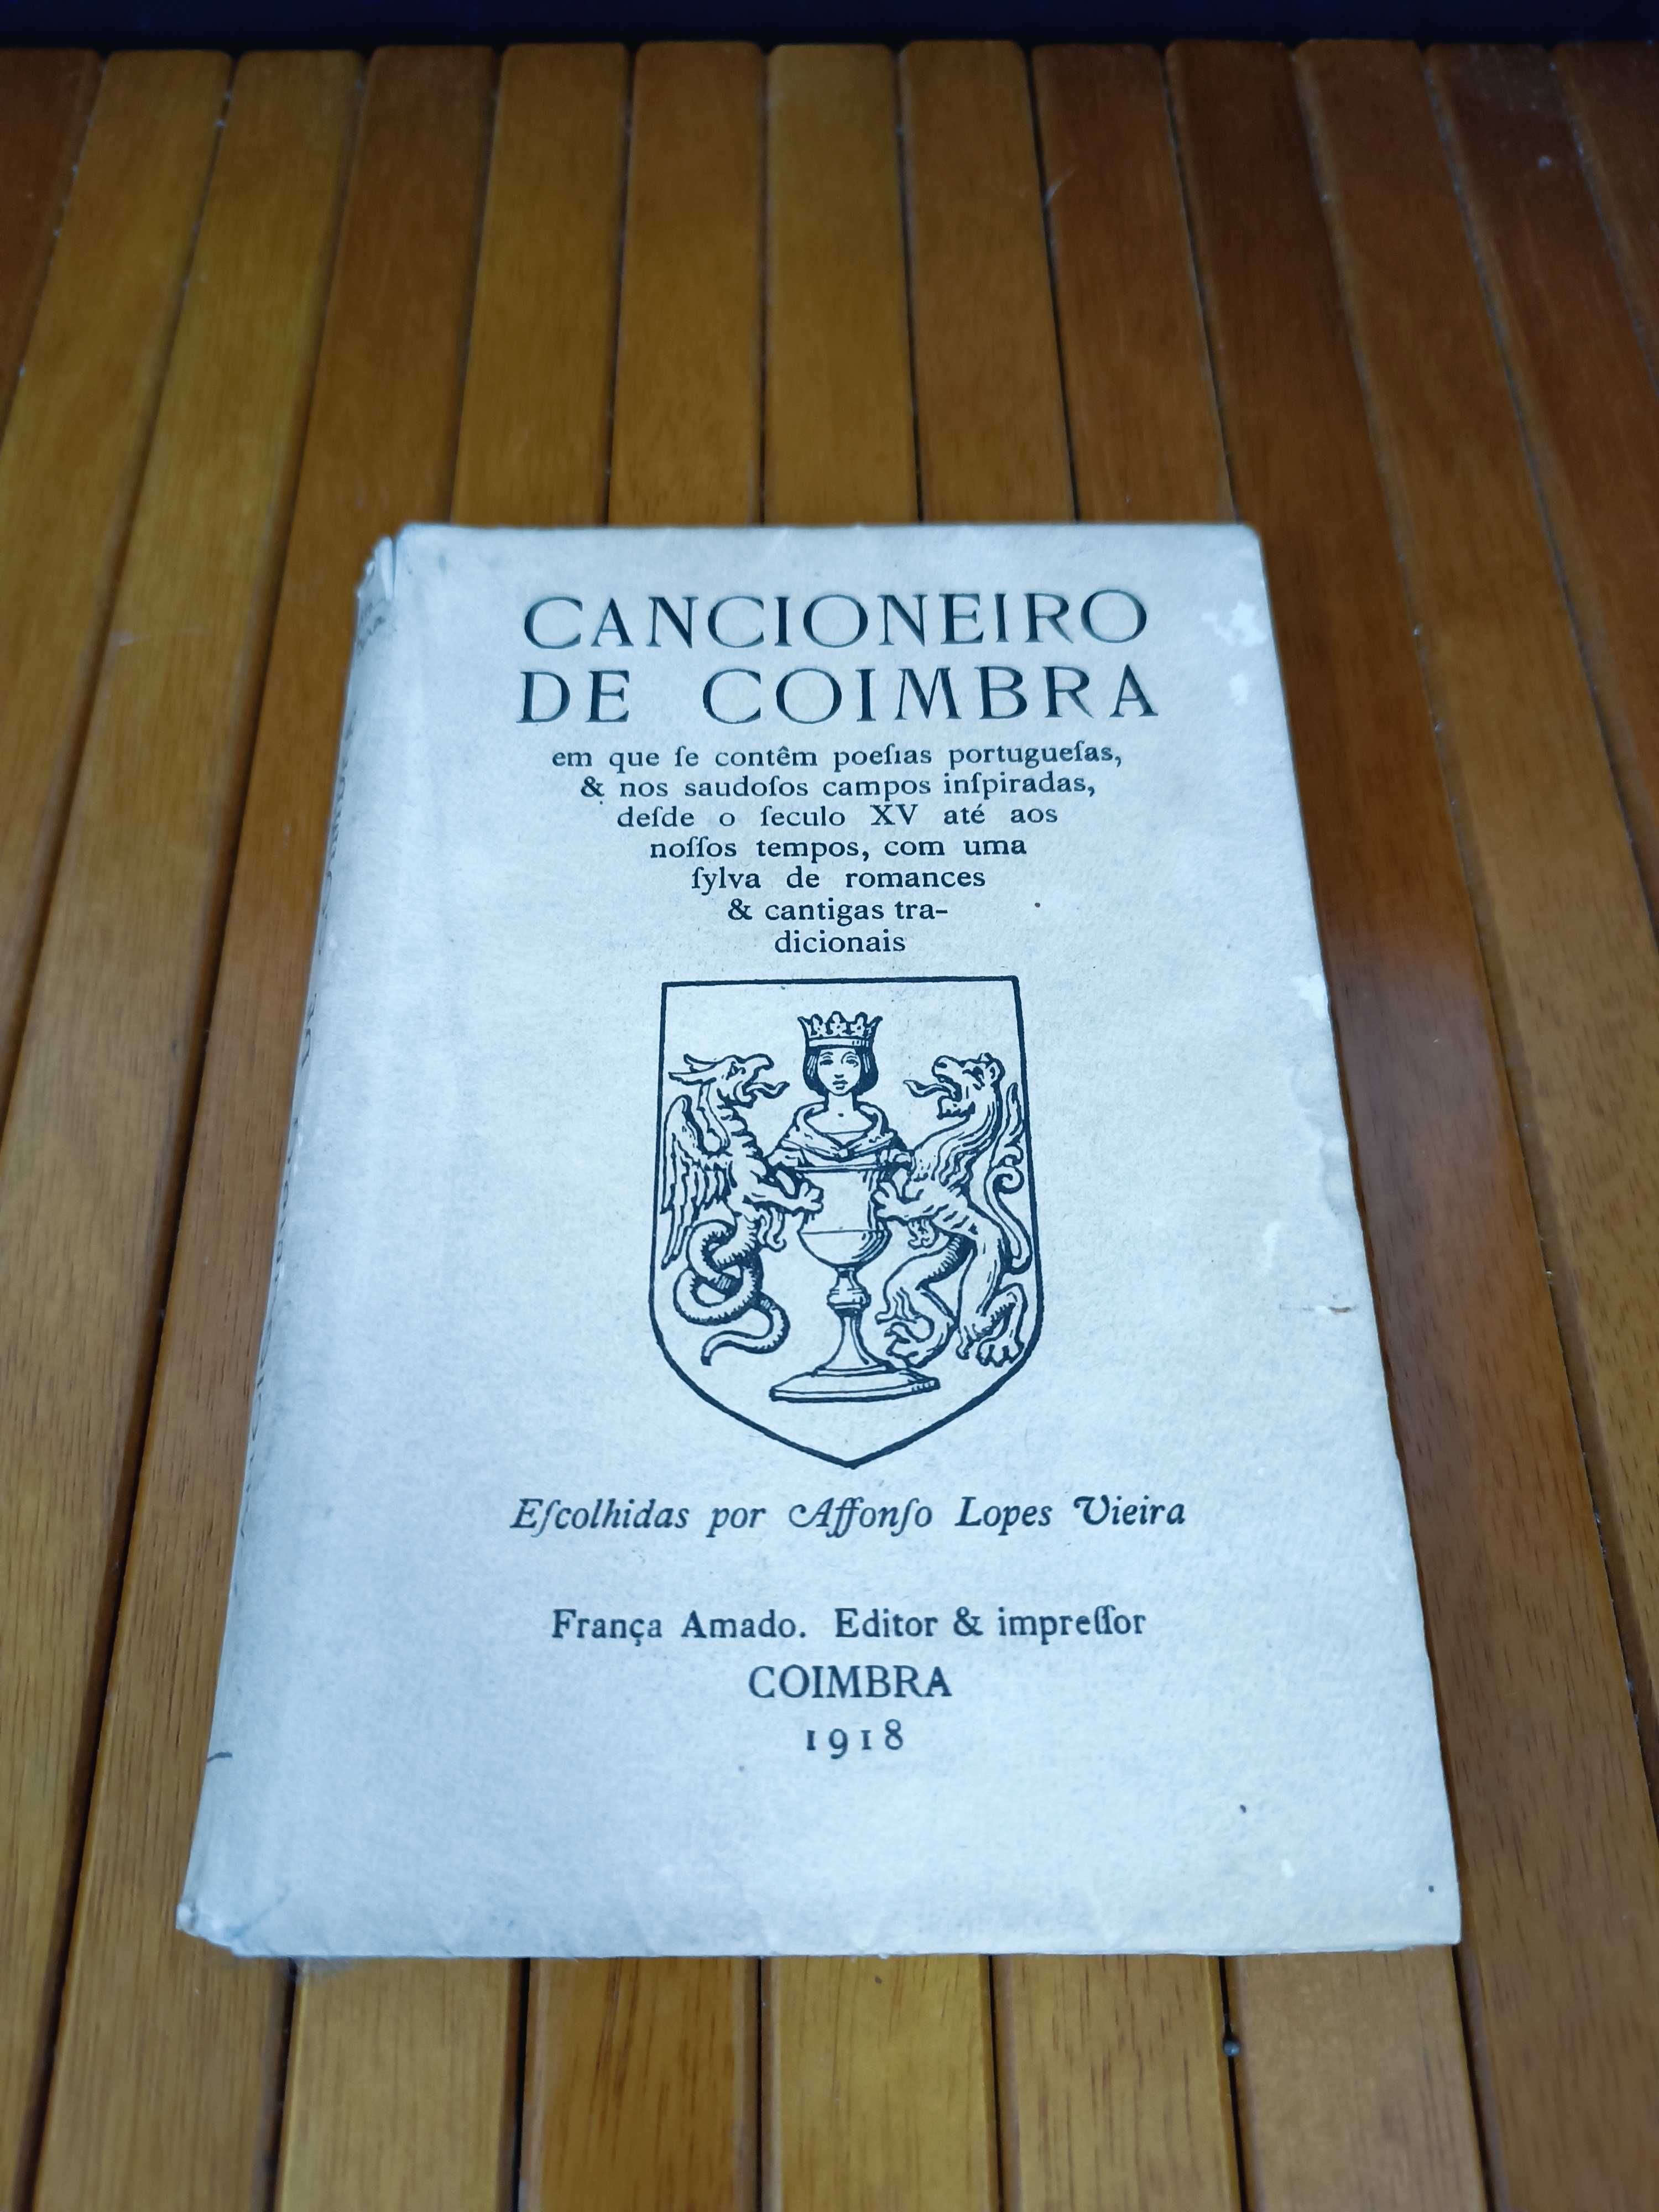 CANCIONEIRO
DE COIMBRA
em que ſe contêm poeſias portugueſas,
& nos saudoſos campos inſpiradas,
deſde o ſeculo XV até aos
noſſos tempos, com uma
ſylva de romances
& cantigas tra-
dicionais
Eſcolhidas por Affonſo Lopes Vieira
França Amado. Editor & impreſſor
COIMBRA
1918